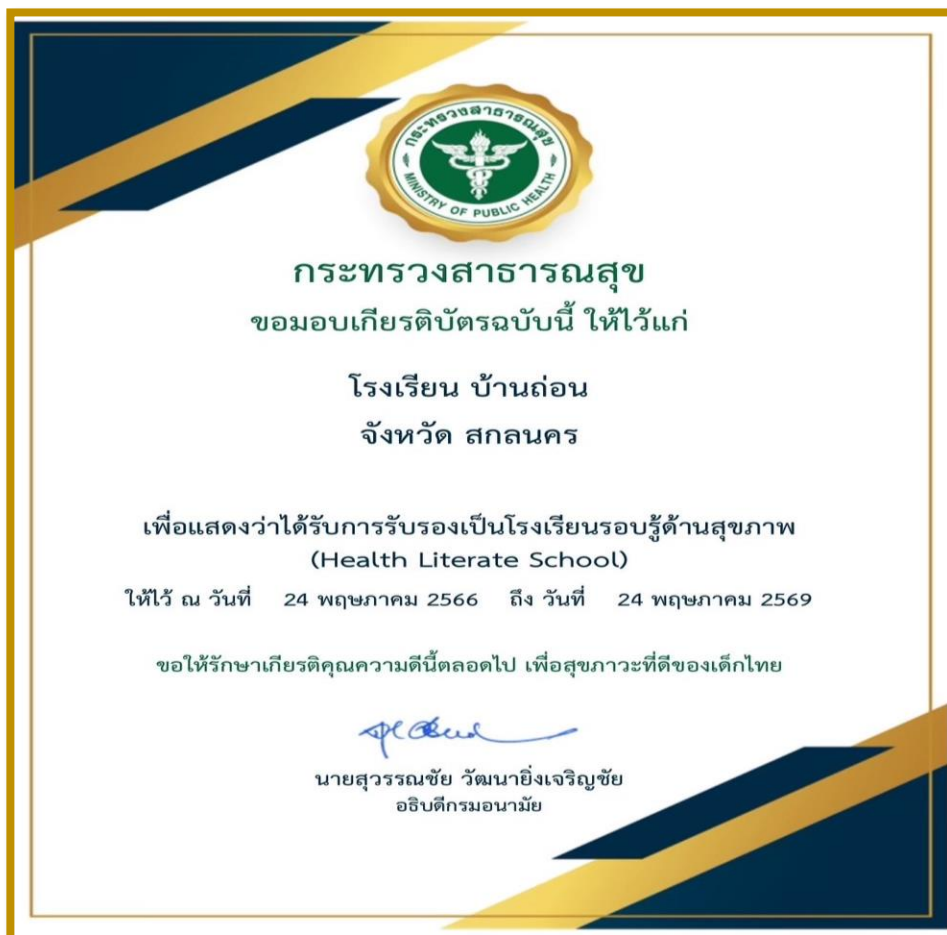 กระทรวงสาธารณสุข
MINISTRY OF PUBLIC HEALTH
กระทรวงสาธารณสุข
ขอมอบเกียรติบัตรฉบับนี้ ให้ไว้แก่
โรงเรียน บ้านถ่อน
จังหวัด สกลนคร
เพื่อแสดงว่าได้รับการรับรองเป็นโรงเรียนรอบรู้ด้านสุขภาพ
(Health Literate School)
ให้ไว้ ณ วันที่ 24 พฤษภาคม 2566 ถึง วันที่ 24 พฤษภาคม 2569
ขอให้รักษาเกียรติคุณความดีนี้ตลอดไป เพื่อสุขภาวะที่ดีของเด็กไทย
นายสุวรรณชัย วัฒนายิ่งเจริญชัย
อธิบดีกรมอนามัย